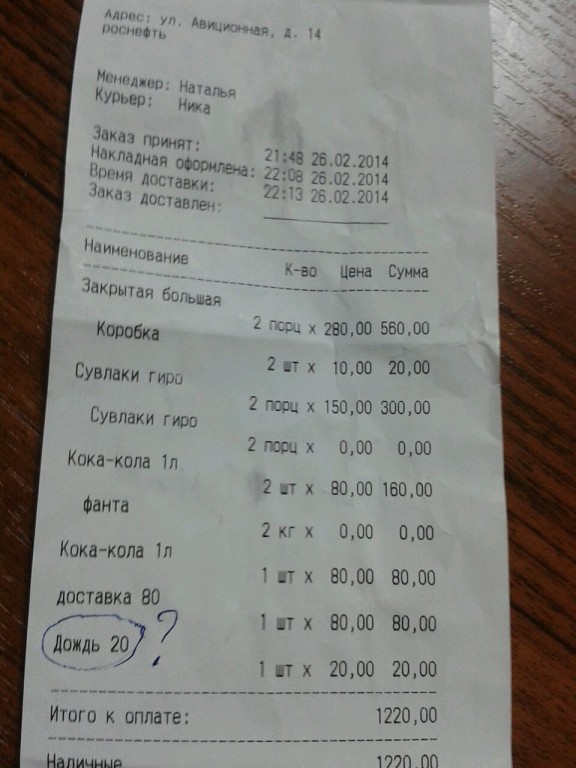 Адрес: ул. Авиционная, д. 14
роснефть
Менеджер: Наталья
Курьер: Ника
Заказ принят: 21:48 26.02.2014
Накладная оформлена: 22:08 26.02.2014
Время доставки: 22:13 26.02.2014
Заказ доставлен:
Наименование К-во Цена Сумма
Закрытая большая
2 порц х 280,00 560,00
Коробка
2 шт х 10,00 20,00
Сувлаки гиро
2 порц х 150,00 300,00
Сувлаки гиро
2 порц х 0,00 0,00
Кока-кола 1л
2 шт х 80,00 160,00
фанта
2 кг х 0,00 0,00
Кока-кола 1л
1 шт х 80,00 80,00
доставка 80
1 шт х 80,00 80,00
Дождь 20 ?
1 шт х 20,00 20,00
Итого к оплате: 1220,00
Наличные 1220,00